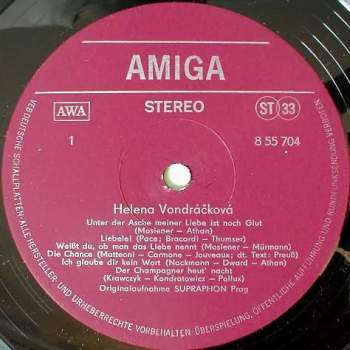 AMIGA
AWA
STEREO
ST 33
1
8 55 704
Helena Vondráčková
Unter der Asche meiner Liebe ist noch Glut
(Moslener – Athan)
Liebelei (Pace; Bracardi – Thumser)
Weißt du, ob man das Liebe nennt (Moslener – Mürmann)
Die Chance (Matteoni – Carmone – Jouveaux; dt. Text: Preuß)
Ich glaube dir kein Wort (Nackmann – Dward – Athan)
Der Champagner heut' nacht
(Krawczyk – Kondratowicz – Pollux)
Originalaufnahme SUPRAPHON Prag
VEB DEUTSCHE SCHALLPLATTEN ALLE HERSTELLER- UND URHEBERRECHTE VORBEHALTEN · ÜBERSPIELUNG, ÖFFENTLICHE AUFFÜHRUNG UND RUNDFUNKSENDUNG VERBOTEN